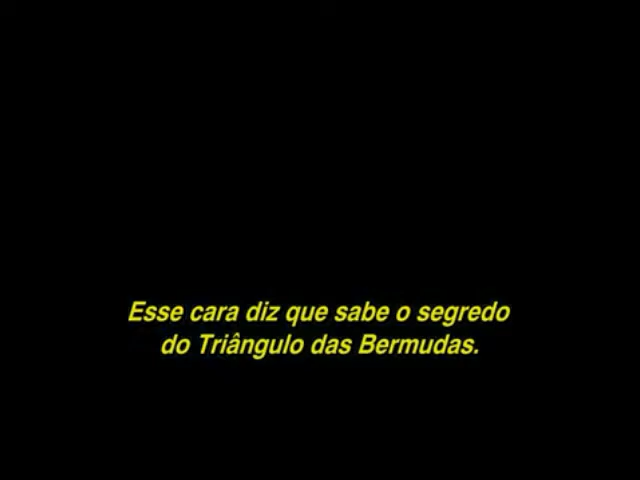 Esse cara diz que sabe o segredo
do Triângulo das Bermudas.